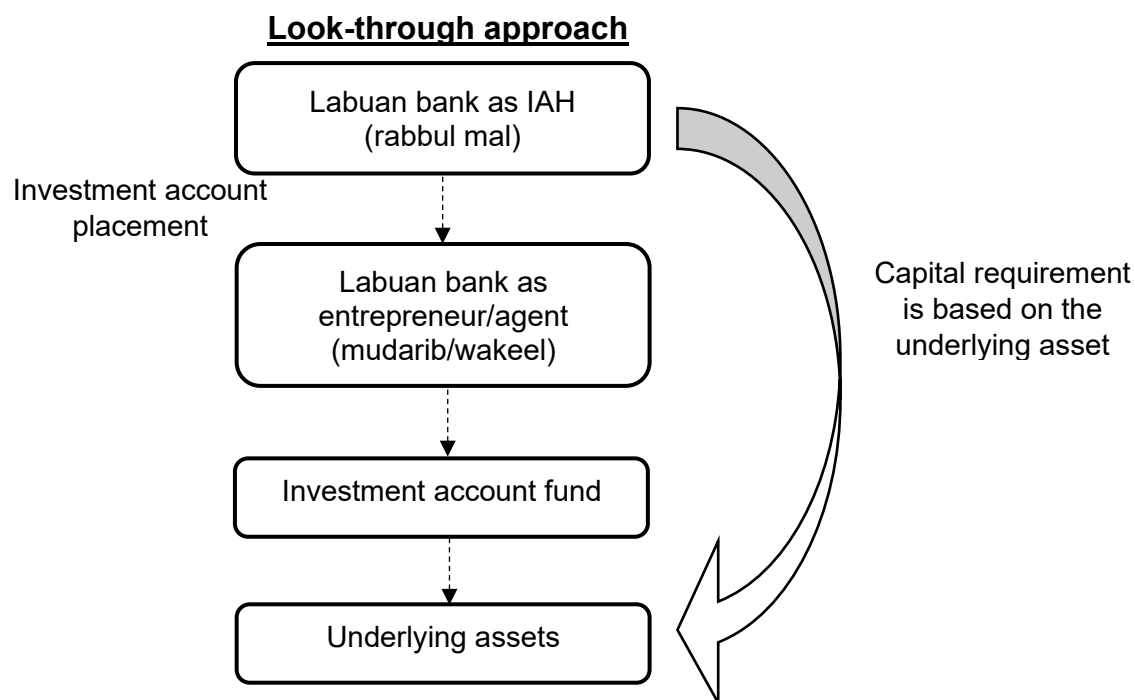 Look-through approach
Labuan bank as IAH
(rabbul mal)
Investment account
placement
Labuan bank as
entrepreneur/agent
(mudarib/wakeel)
Capital requirement
is based on the
underlying asset
Investment account fund
Underlying assets